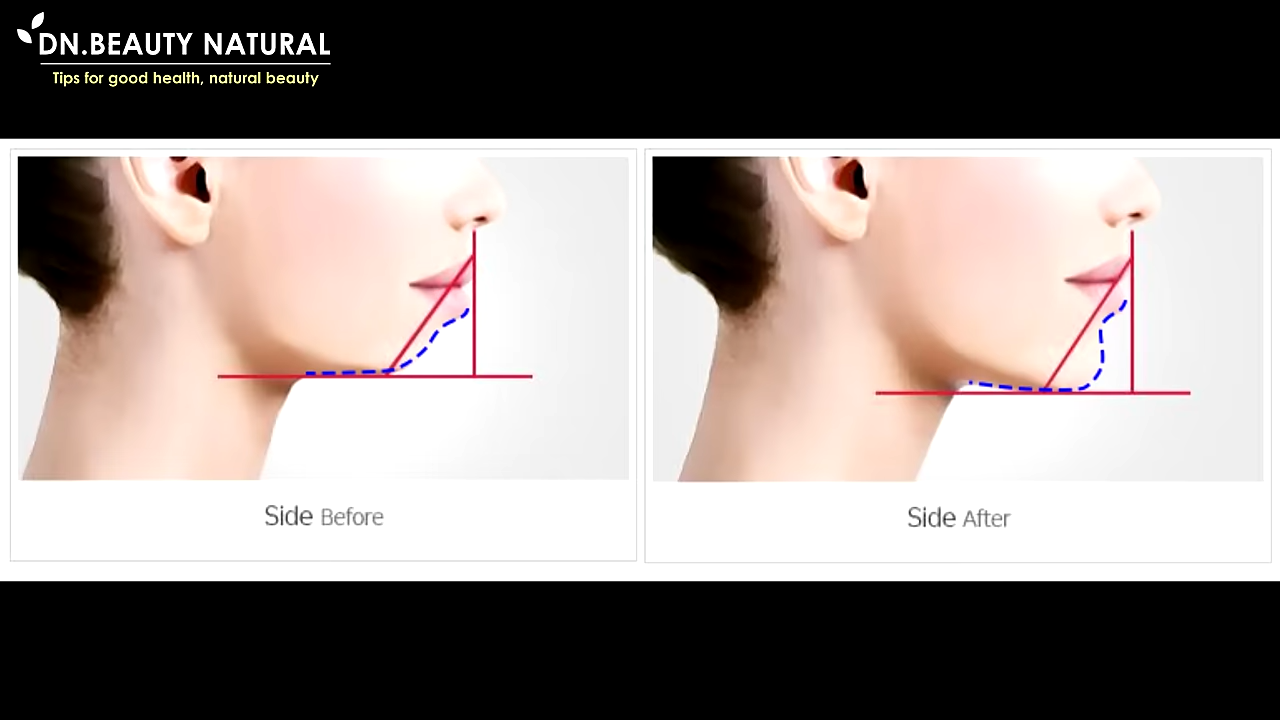 DN.BEAUTY NATURAL
Tips for good health, natural beauty
Side Before
Side After